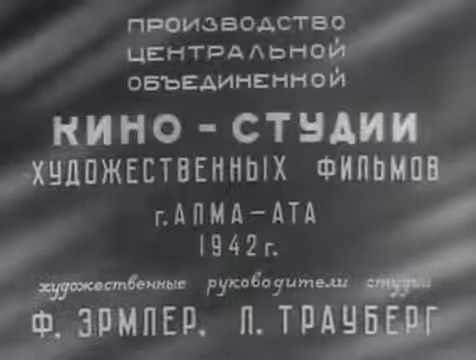 ПРОИЗВОДСТВО
ЦЕНТРАЛЬНОЙ
ОБЪЕДИНЕННОЙ
КИНО-СТУДИИ
ХУДОЖЕСТВЕННЫХ ФИЛЬМОВ
г. АЛМА-АТА
1942 г.
художественные руководители студии
Ф. ЭРМЛЕР, Л. ТРАУБЕРГ